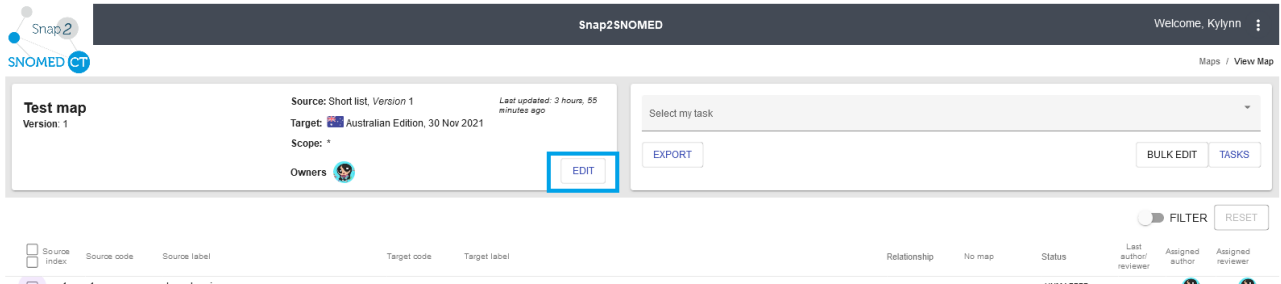 Snap2
SNOMED CT
Snap2SNOMED
Welcome, Kylynn
Maps / View Map
Test map
Version: 1
Source: Short list, Version 1
Last updated: 3 hours, 55 minutes ago
Target: Australian Edition, 30 Nov 2021
Scope: *
Owners
EDIT
Select my task
EXPORT
BULK EDIT
TASKS
FILTER
RESET
Source index
Source code
Source label
Target code
Target label
Relationship
No map
Status
Last author/ reviewer
Assigned author
Assigned reviewer